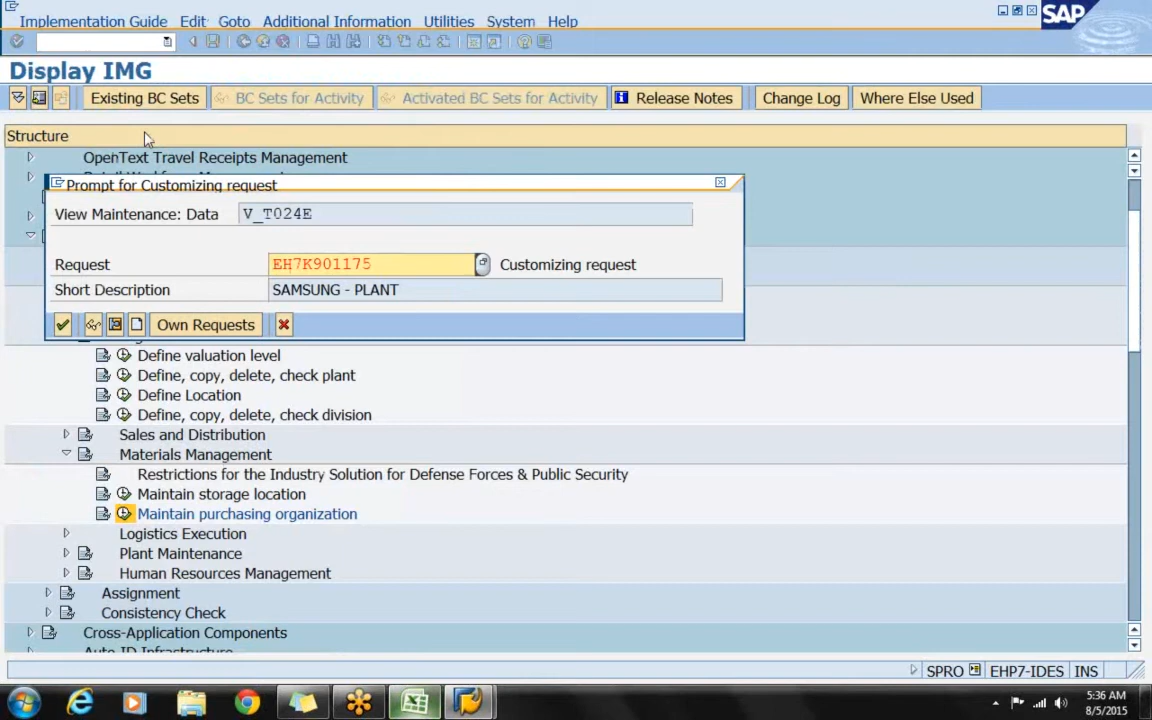 Implementation Guide Edit Goto Additional Information Utilities System Help
SAP
Display IMG
Existing BC Sets BC Sets for Activity Activated BC Sets for Activity Release Notes Change Log Where Else Used
Structure
OpenText Travel Receipts Management
Prompt for Customizing request
View Maintenance: Data V_T024E
Request EH7K901175 Customizing request
Short Description SAMSUNG - PLANT
Own Requests
Define valuation level
Define, copy, delete, check plant
Define Location
Define, copy, delete, check division
Sales and Distribution
Materials Management
Restrictions for the Industry Solution for Defense Forces & Public Security
Maintain storage location
Maintain purchasing organization
Logistics Execution
Plant Maintenance
Human Resources Management
Assignment
Consistency Check
Cross-Application Components
Auto-ID Infrastructure
SPRO EHP7-IDES INS
5:36 AM
8/5/2015